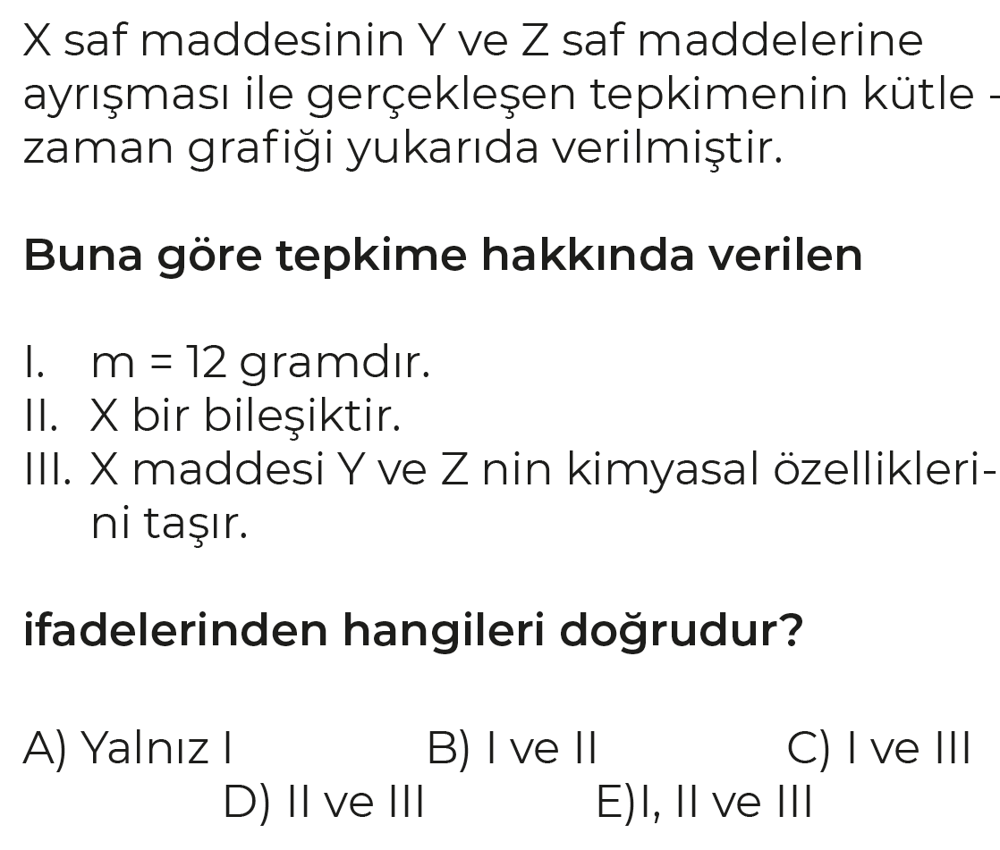 X saf maddesinin Y ve Z saf maddelerine
ayrışması ile gerçekleşen tepkimenin kütle -
zaman grafiği yukarıda verilmiştir.
Buna göre tepkime hakkında verilen
I. m = 12 gramdır.
II. X bir bileşiktir.
III. X maddesi Y ve Z nin kimyasal özellikleri-
ni taşır.
ifadelerinden hangileri doğrudur?
A) Yalnız I B) I ve II C) I ve III
D) II ve III E)I, II ve III